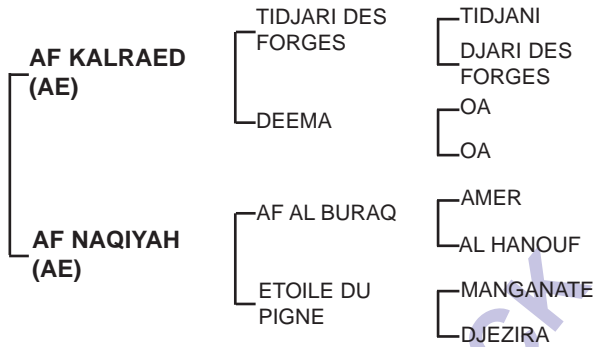 AF KALRAED
(AE)
TIDJARI DES
FORGES
TIDJANI
DJARI DES
FORGES
DEEMA
OA
OA
AF NAQIYAH
(AE)
AF AL BURAQ
AMER
AL HANOUF
ETOILE DU
PIGNE
MANGANATE
DJEZIRA
CK